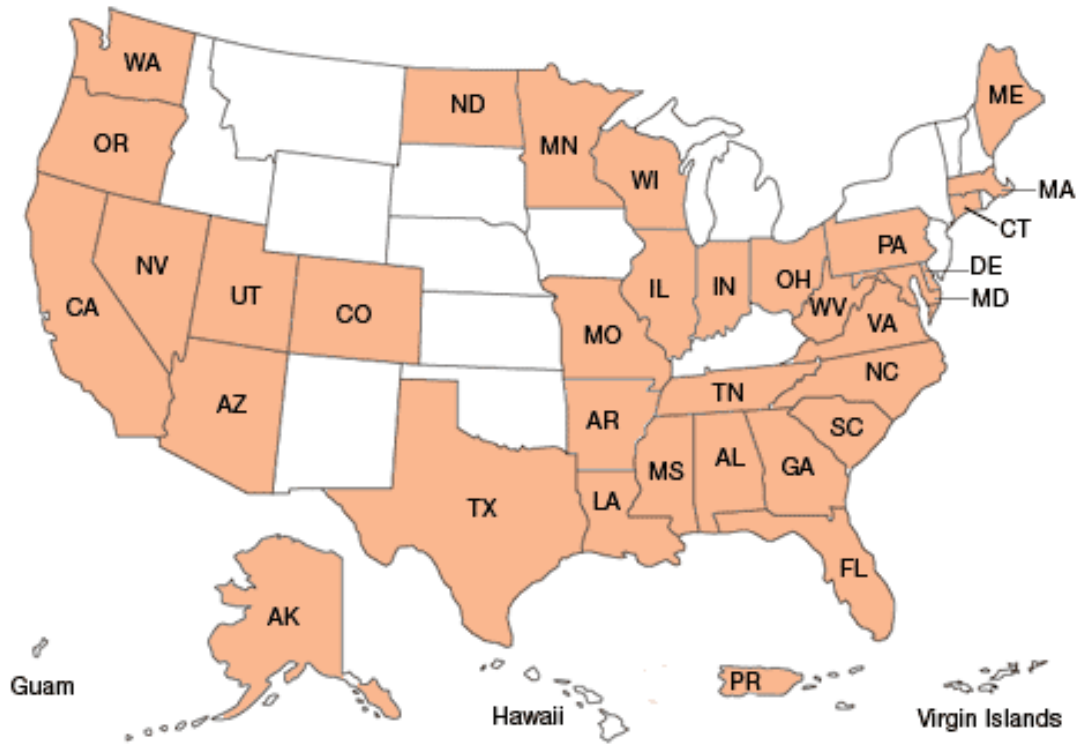 WA
ND
ME
OR
MN
WI
MA
CT
PA
NV
DE
UT
IL
IN
OH
MD
CA
CO
WV
VA
MO
NC
AZ
TN
AR
SC
MS
AL
GA
LA
TX
FL
AK
PR
Guam
Hawaii
Virgin Islands